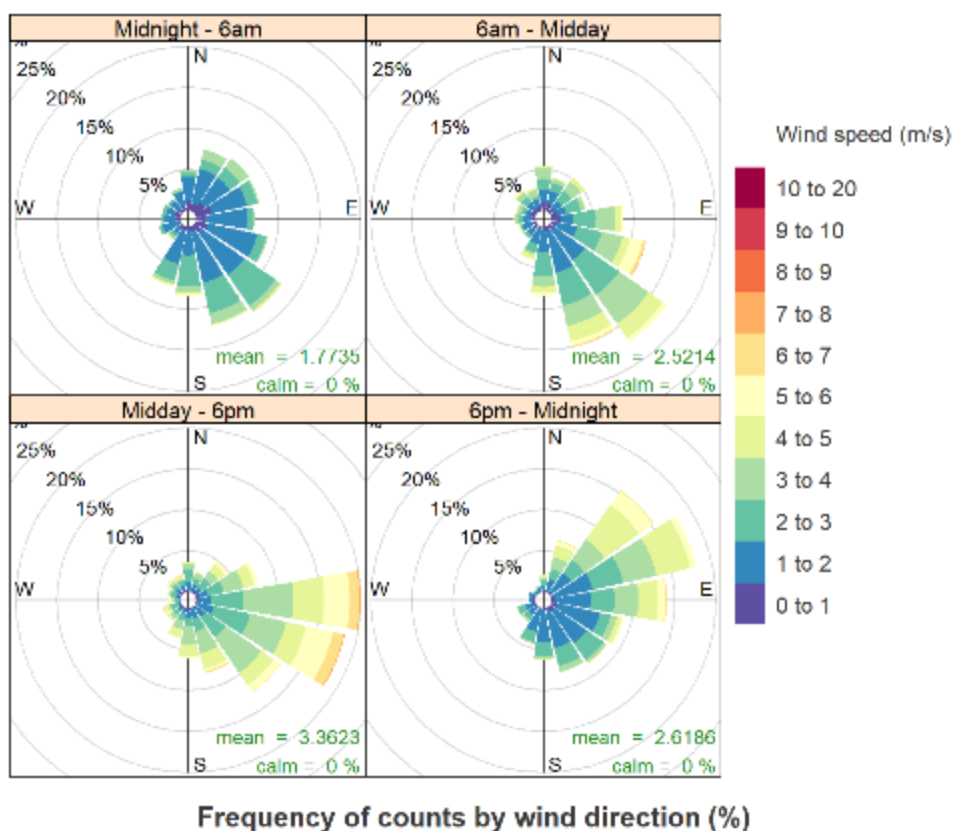 Midnight - 6am
%
25%
20%
15%
10%
5%
N
W
E
S
mean = 1.7735
calm = 0 %
6am - Midday
%
25%
20%
15%
10%
5%
N
W
E
S
mean = 2.5214
calm = 0 %
Midday - 6pm
%
25%
20%
15%
10%
5%
N
W
E
S
mean = 3.3623
calm = 0 %
6pm - Midnight
%
25%
20%
15%
10%
5%
N
W
E
S
mean = 2.6186
calm = 0 %
Wind speed (m/s)
10 to 20
9 to 10
8 to 9
7 to 8
6 to 7
5 to 6
4 to 5
3 to 4
2 to 3
1 to 2
0 to 1
Frequency of counts by wind direction (%)